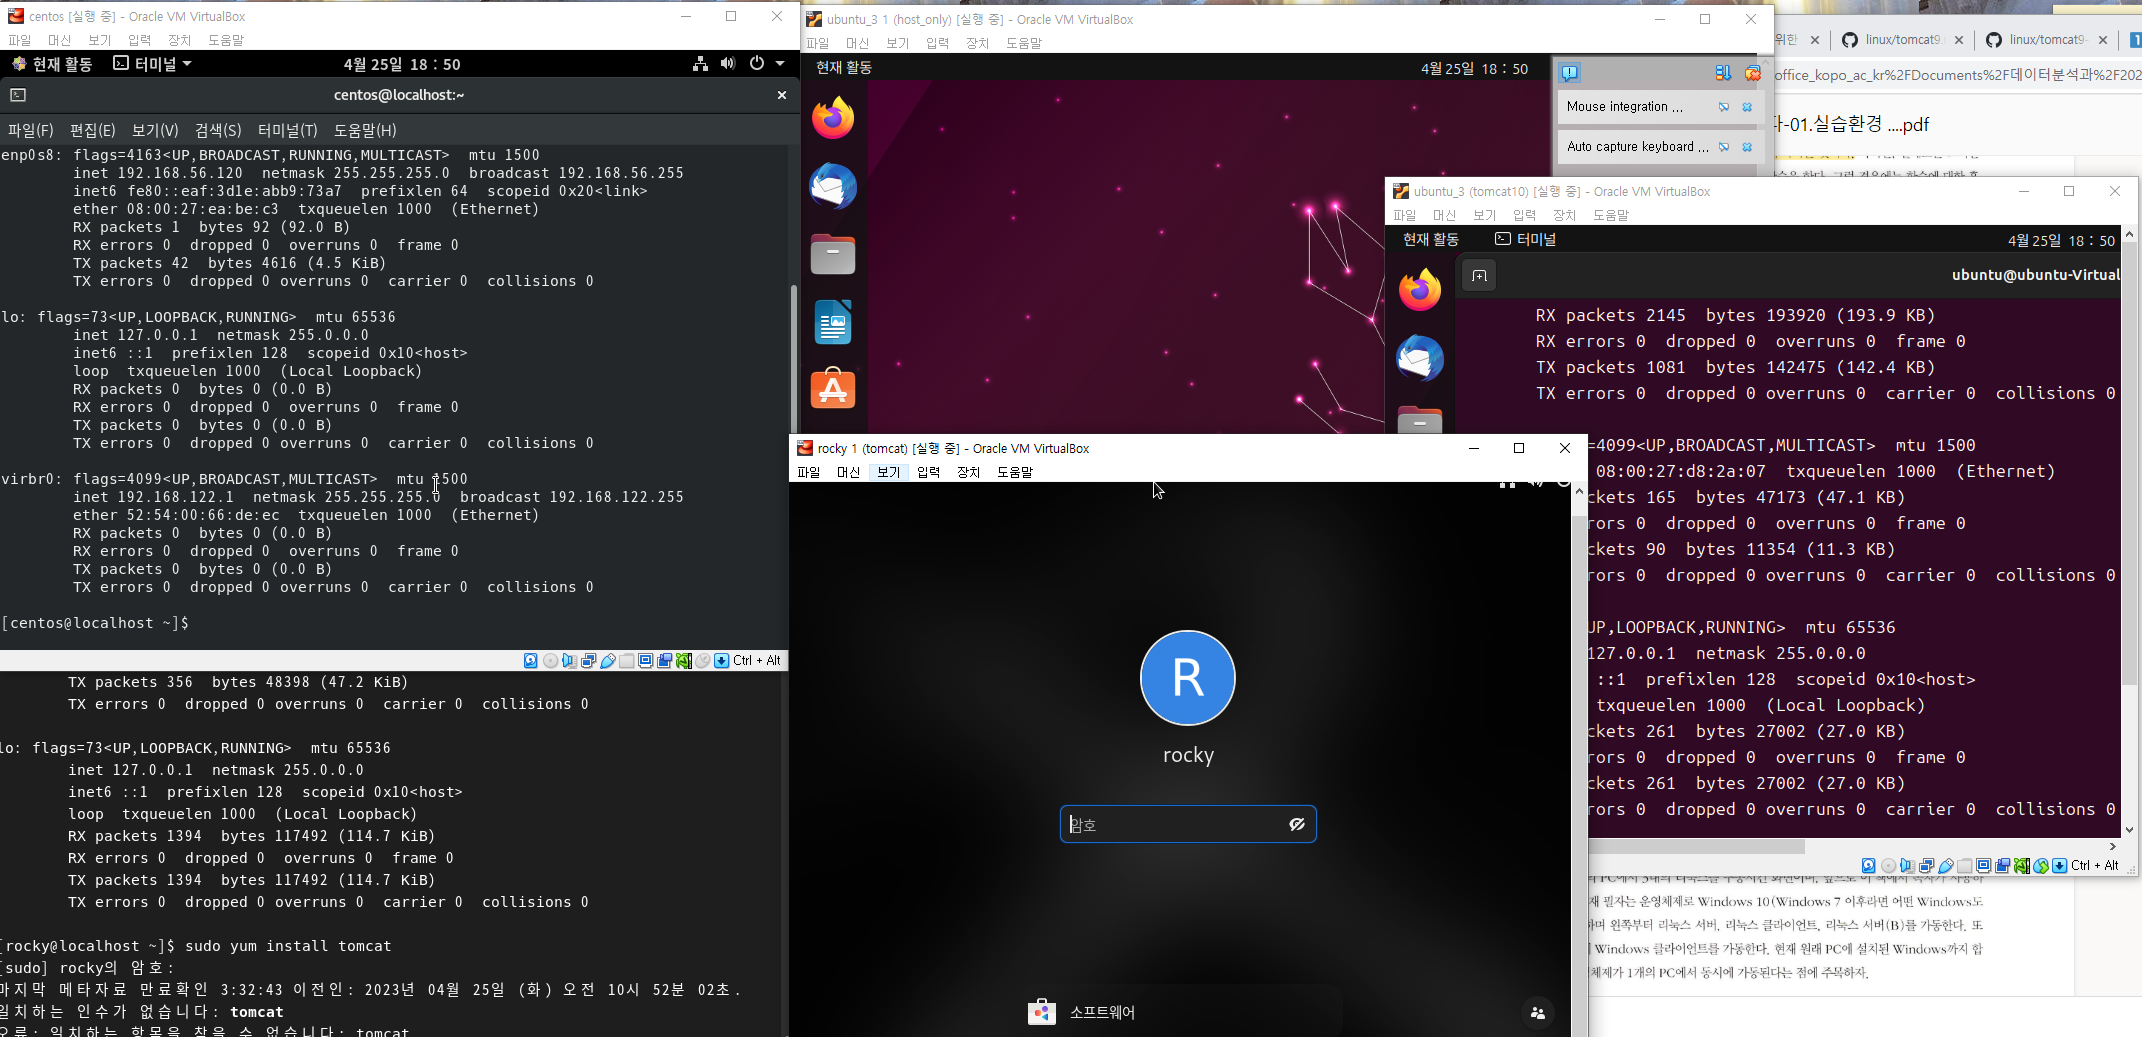 centos [실행 중] - Oracle VM VirtualBox
파일 머신 보기 입력 장치 도움말
현재 활동 터미널 4월 25일 18 : 50
centos@localhost:~
파일(F) 편집(E) 보기(V) 검색(S) 터미널(T) 도움말(H)
enp0s8: flags=4163<UP,BROADCAST,RUNNING,MULTICAST> mtu 1500
inet 192.168.56.120 netmask 255.255.255.0 broadcast 192.168.56.255
inet6 fe80::eaf:3d1e:abb9:73a7 prefixlen 64 scopeid 0x20<link>
ether 08:00:27:ea:be:c3 txqueuelen 1000 (Ethernet)
RX packets 1 bytes 92 (92.0 B)
RX errors 0 dropped 0 overruns 0 frame 0
TX packets 42 bytes 4616 (4.5 KiB)
TX errors 0 dropped 0 overruns 0 carrier 0 collisions 0
lo: flags=73<UP,LOOPBACK,RUNNING> mtu 65536
inet 127.0.0.1 netmask 255.0.0.0
inet6 ::1 prefixlen 128 scopeid 0x10<host>
loop txqueuelen 1000 (Local Loopback)
RX packets 0 bytes 0 (0.0 B)
RX errors 0 dropped 0 overruns 0 frame 0
TX packets 0 bytes 0 (0.0 B)
TX errors 0 dropped 0 overruns 0 carrier 0 collisions 0
virbr0: flags=4099<UP,BROADCAST,MULTICAST> mtu 1500
inet 192.168.122.1 netmask 255.255.255.0 broadcast 192.168.122.255
ether 52:54:00:66:de:ec txqueuelen 1000 (Ethernet)
RX packets 0 bytes 0 (0.0 B)
RX errors 0 dropped 0 overruns 0 frame 0
TX packets 0 bytes 0 (0.0 B)
TX errors 0 dropped 0 overruns 0 carrier 0 collisions 0
[centos@localhost ~]$
Ctrl + Alt
TX packets 356 bytes 48398 (47.2 KiB)
TX errors 0 dropped 0 overruns 0 carrier 0 collisions 0
lo: flags=73<UP,LOOPBACK,RUNNING> mtu 65536
inet 127.0.0.1 netmask 255.0.0.0
inet6 ::1 prefixlen 128 scopeid 0x10<host>
loop txqueuelen 1000 (Local Loopback)
RX packets 1394 bytes 117492 (114.7 KiB)
RX errors 0 dropped 0 overruns 0 frame 0
TX packets 1394 bytes 117492 (114.7 KiB)
TX errors 0 dropped 0 overruns 0 carrier 0 collisions 0
[rocky@localhost ~]$ sudo yum install tomcat
[sudo] rocky의 암호:
마지막 메타자료 만료확인 3:32:43 이전인: 2023년 04월 25일 (화) 오전 10시 52분 02초.
일치하는 인수가 없습니다: tomcat
오류: 일치하는 항목을 찾을 수 없습니다: tomcat
ubuntu_3 1 (host_only) [실행 중] - Oracle VM VirtualBox
파일 머신 보기 입력 장치 도움말
현재 활동 4월 25일 18 : 50
Mouse integration ...
Auto capture keyboard ...
rocky 1 (tomcat) [실행 중] - Oracle VM VirtualBox
파일 머신 보기 입력 장치 도움말
R
rocky
암호
소프트웨어
위한 linux/tomcat9. linux/tomcat9-
office_kopo_ac_kr%2FDocuments%2F데이터분석과%2F202
다-01.실습환경 ....pdf
ubuntu_3 (tomcat10) [실행 중] - Oracle VM VirtualBox
파일 머신 보기 입력 장치 도움말
현재 활동 터미널 4월 25일 18 : 50
ubuntu@ubuntu-Virtual
RX packets 2145 bytes 193920 (193.9 KB)
RX errors 0 dropped 0 overruns 0 frame 0
TX packets 1081 bytes 142475 (142.4 KB)
TX errors 0 dropped 0 overruns 0 carrier 0 collisions 0
=4099<UP,BROADCAST,MULTICAST> mtu 1500
08:00:27:d8:2a:07 txqueuelen 1000 (Ethernet)
ckets 165 bytes 47173 (47.1 KB)
rors 0 dropped 0 overruns 0 frame 0
ckets 90 bytes 11354 (11.3 KB)
rors 0 dropped 0 overruns 0 carrier 0 collisions 0
UP,LOOPBACK,RUNNING> mtu 65536
127.0.0.1 netmask 255.0.0.0
::1 prefixlen 128 scopeid 0x10<host>
txqueuelen 1000 (Local Loopback)
ckets 261 bytes 27002 (27.0 KB)
rors 0 dropped 0 overruns 0 frame 0
ckets 261 bytes 27002 (27.0 KB)
rors 0 dropped 0 overruns 0 carrier 0 collisions 0
Ctrl + Alt
재 필자는 운영체제로 Windows 10(Windows 7 이후라면 어떤 Windows도
하며 왼쪽부터 리눅스 서버, 리눅스 클라이언트, 리눅스 서버(B)를 가동한다. 또
Windows 클라이언트를 가동한다. 현재 원래 PC에 설치된 Windows까지 합
체제가 1개의 PC에서 동시에 가동된다는 점에 주목하자.